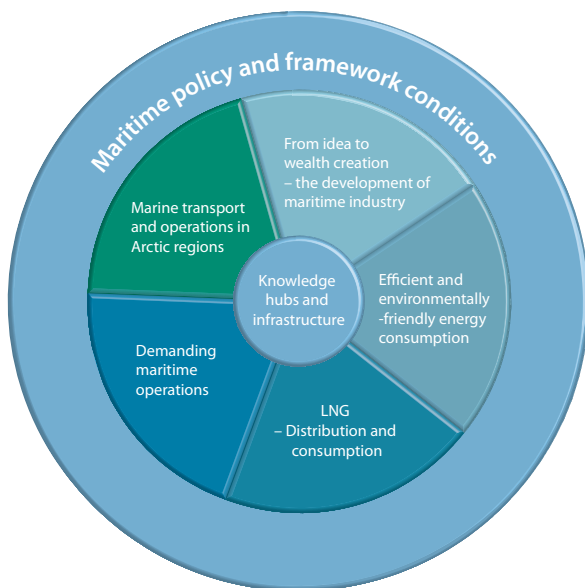 Maritime policy and framework conditions
From idea to
wealth creation
– the development of
maritime industry
Marine transport
and operations in
Arctic regions
Knowledge
hubs and
infrastructure
Efficient and
environmentally
-friendly energy
consumption
Demanding
maritime
operations
LNG
– Distribution and
consumption